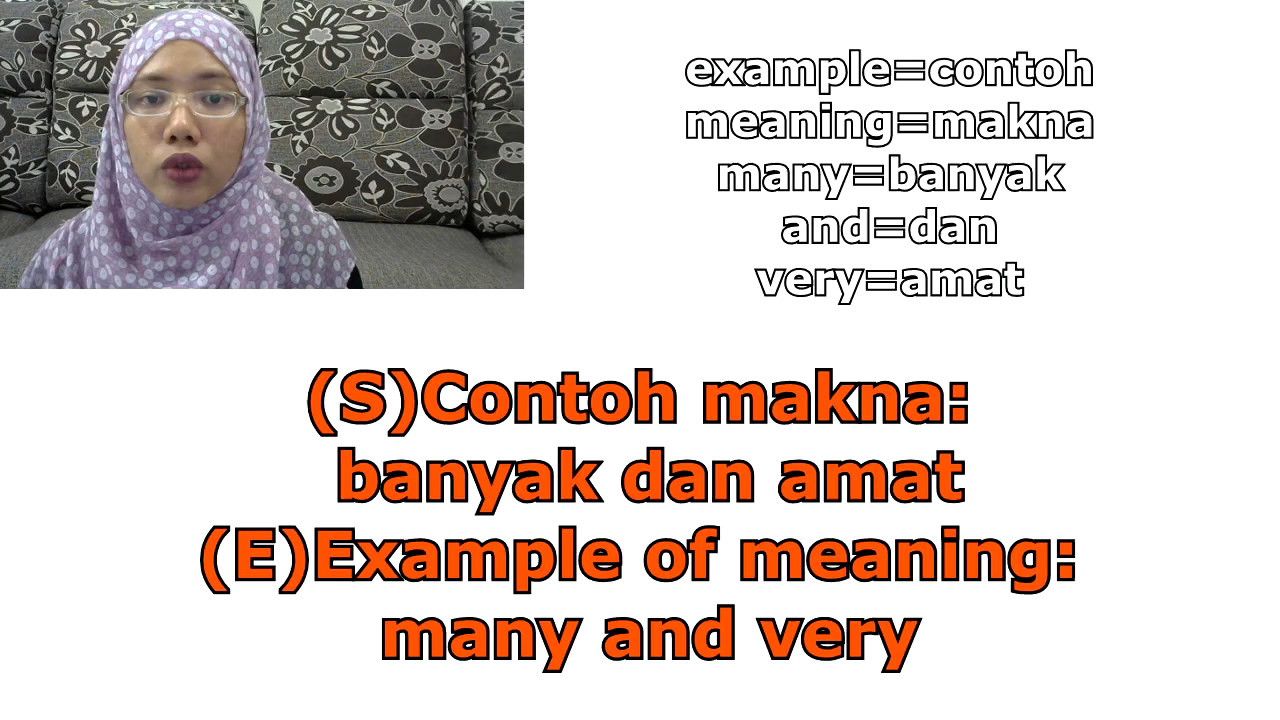 example=contoh
meaning=makna
many=banyak
and=dan
very=amat
(S)Contoh makna:
banyak dan amat
(E)Example of meaning:
many and very